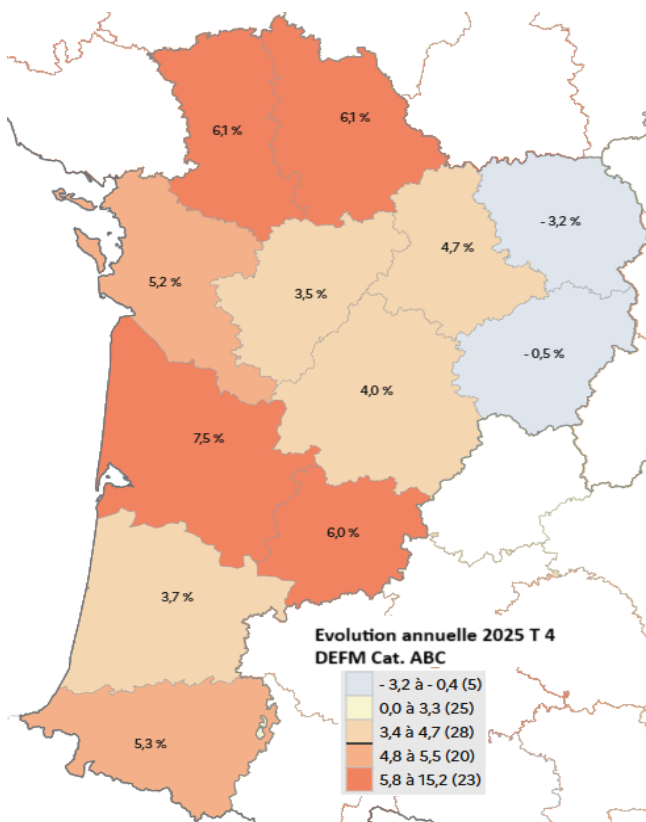 6,1 %
6,1 %
- 3,2 %
4,7 %
5,2 %
3,5 %
- 0,5 %
4,0 %
7,5 %
6,0 %
3,7 %
5,3 %
Evolution annuelle 2025 T 4
DEFM Cat. ABC
- 3,2 à - 0,4 (5)
0,0 à 3,3 (25)
3,4 à 4,7 (28)
4,8 à 5,5 (20)
5,8 à 15,2 (23)